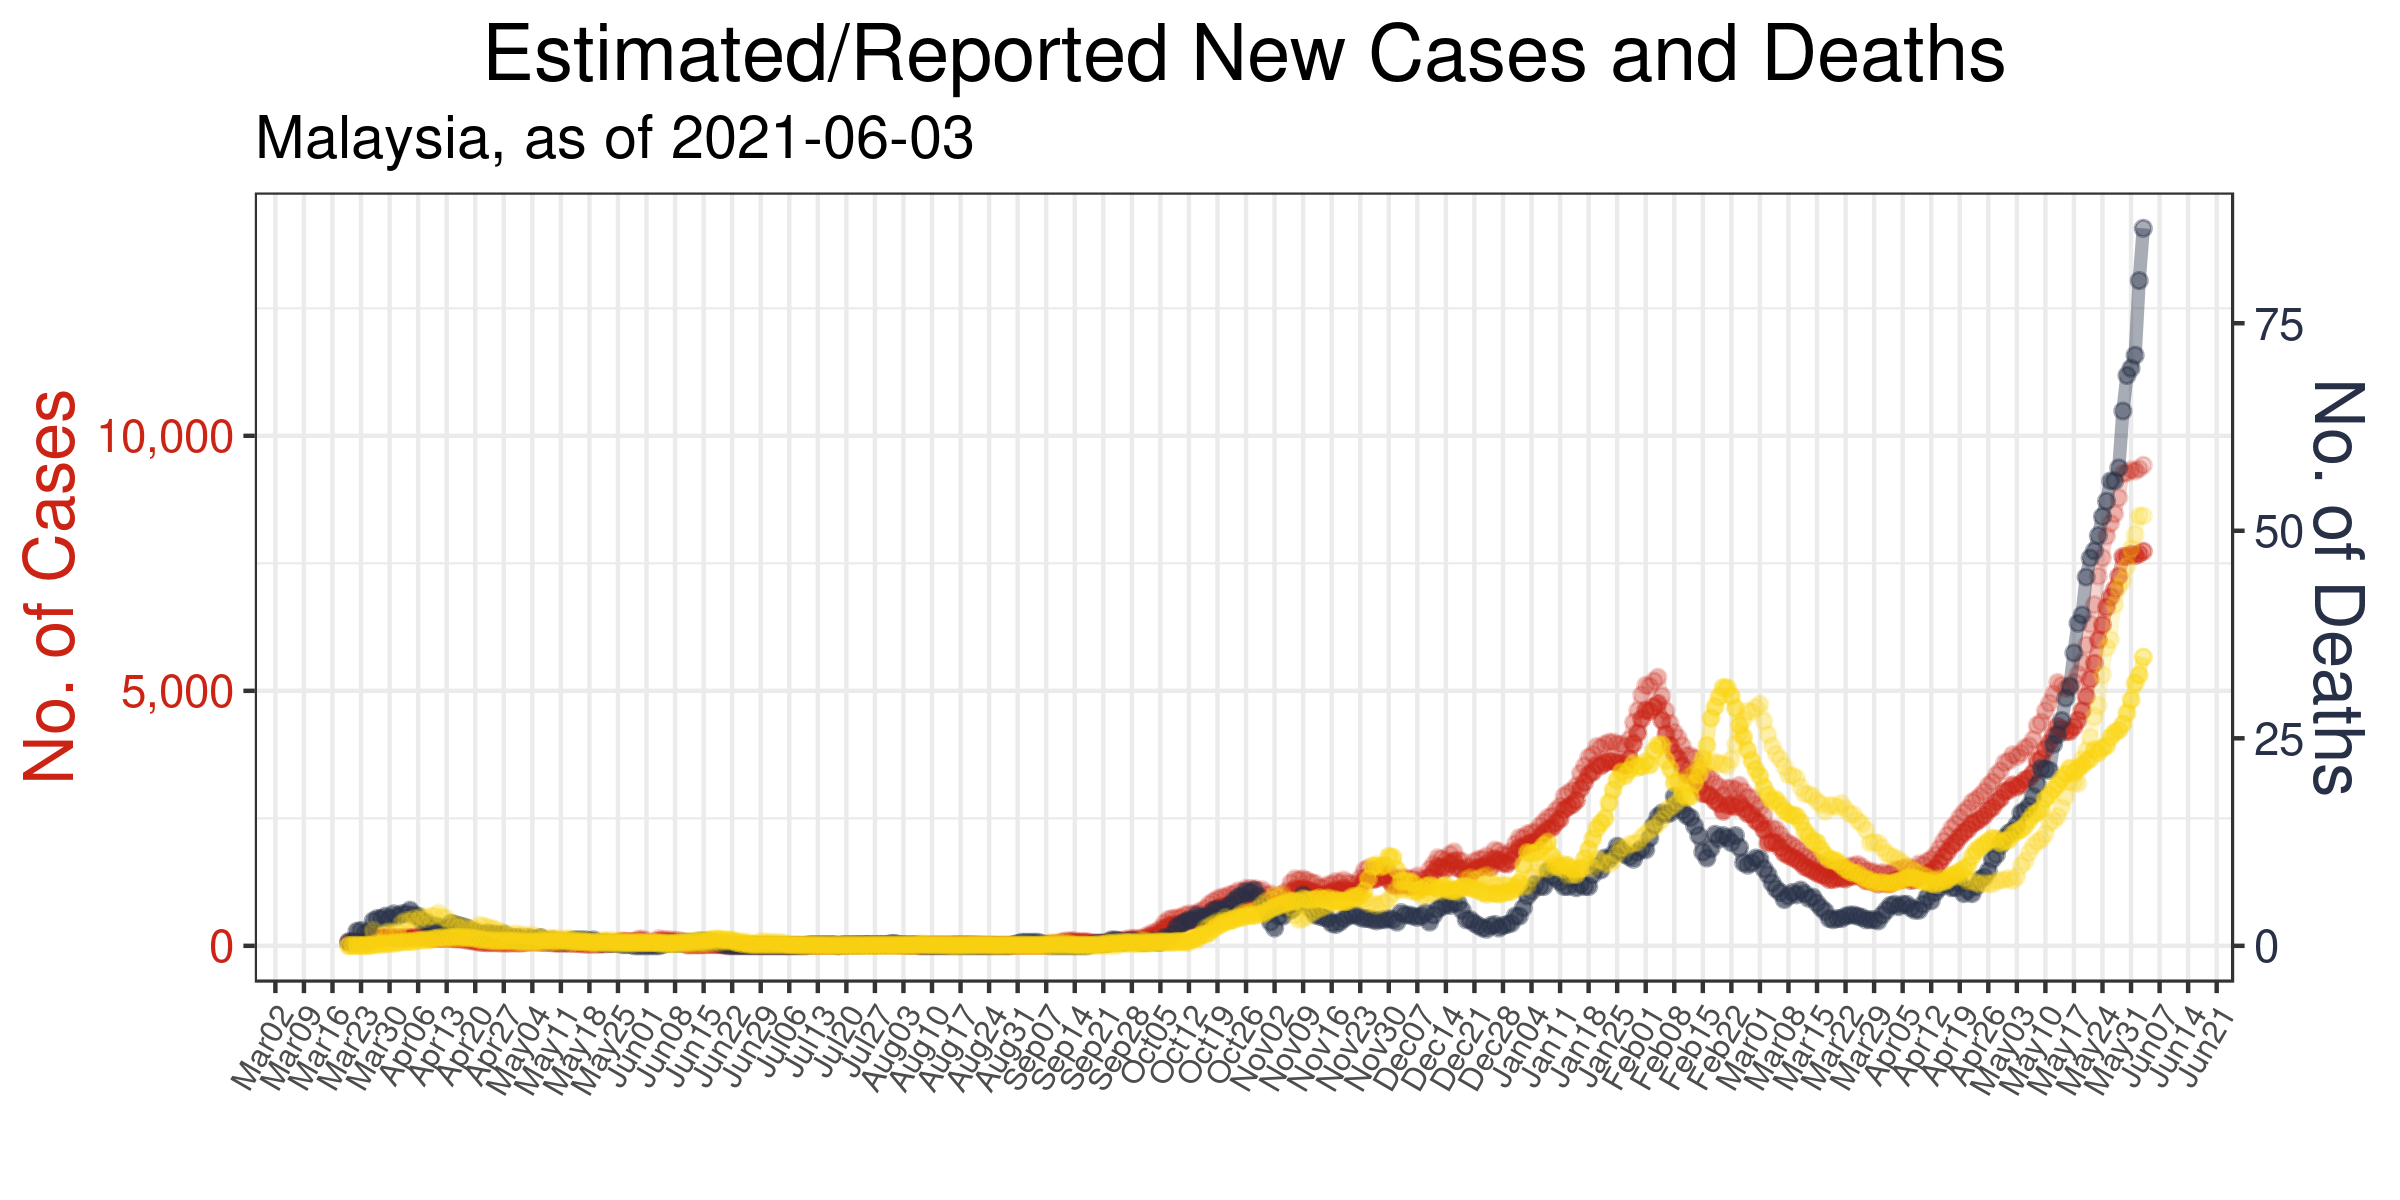 Estimated/Reported New Cases and Deaths
Malaysia, as of 2021-06-03
No. of Cases
10,000
5,000
0
75
50
25
0
No. of Deaths
Mar02
Mar09
Mar16
Mar23
Mar30
Apr06
Apr13
Apr20
Apr27
May04
May11
May18
May25
Jun01
Jun08
Jun15
Jun22
Jun29
Jul06
Jul13
Jul20
Jul27
Aug03
Aug10
Aug17
Aug24
Aug31
Sep07
Sep14
Sep21
Sep28
Oct05
Oct12
Oct19
Oct26
Nov02
Nov09
Nov16
Nov23
Nov30
Dec07
Dec14
Dec21
Dec28
Jan04
Jan11
Jan18
Jan25
Feb01
Feb08
Feb15
Feb22
Mar01
Mar08
Mar15
Mar22
Mar29
Apr05
Apr12
Apr19
Apr26
May03
May10
May17
May24
May31
Jun07
Jun14
Jun21